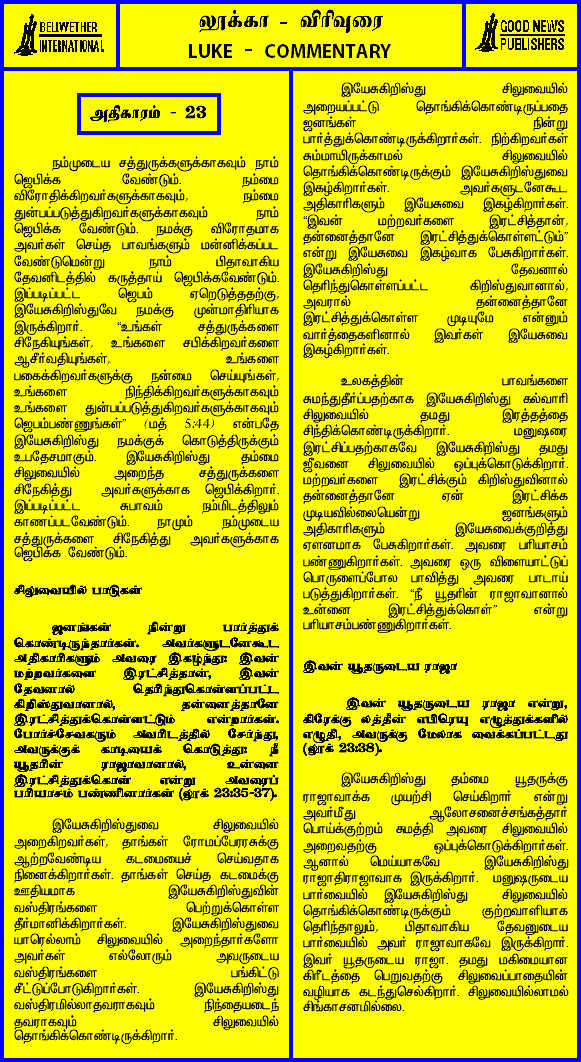 BELLWETHER
INTERNATIONAL
லூக்கா - விரிவுரை
LUKE - COMMENTARY
GOOD NEWS
PUBLISHERS
அதிகாரம் - 23
நம்முடைய சத்துருக்களுக்காகவும் நாம்
ஜெபிக்க வேண்டும். நம்மை
விரோதிக்கிறவர்களுக்காகவும், நம்மை
துன்பப்படுத்துகிறவர்களுக்காகவும் நாம்
ஜெபிக்க வேண்டும். நமக்கு விரோதமாக
அவர்கள் செய்த பாவங்களும் மன்னிக்கப்பட
வேண்டுமென்று நாம் பிதாவாகிய
தேவனிடத்தில் கருத்தாய் ஜெபிக்கவேண்டும்.
இப்படிப்பட்ட ஜெபம் ஏறெடுத்ததற்கு,
இயேசுகிறிஸ்துவே நமக்கு முன்மாதிரியாக
இருக்கிறார். “உங்கள் சத்துருக்களை
சிநேகியுங்கள், உங்களை சபிக்கிறவர்களை
ஆசீர்வதியுங்கள், உங்களை
பகைக்கிறவர்களுக்கு நன்மை செய்யுங்கள்,
உங்களை நிந்திக்கிறவர்களுக்காகவும்
உங்களை துன்பப்படுத்துகிறவர்களுக்காகவும்
ஜெபம்பண்ணுங்கள்” (மத் 5:44) என்பதே
இயேசுகிறிஸ்து நமக்குக் கொடுத்திருக்கும்
உபதேசமாகும். இயேசுகிறிஸ்து தம்மை
சிலுவையில் அறைந்த சத்துருக்களை
சிநேகித்து அவர்களுக்காக ஜெபிக்கிறார்.
இப்படிப்பட்ட சுபாவம் நம்மிடத்திலும்
காணப்படவேண்டும். நாமும் நம்முடைய
சத்துருக்களை சிநேகித்து அவர்களுக்காக
ஜெபிக்க வேண்டும்.
சிலுவையில் பாடுகள்
ஜனங்கள் நின்று பார்த்துக்
கொண்டிருந்தார்கள். அவர்களுடனேகூட
அதிகாரிகளும் அவரை இகழ்ந்து: இவன்
மற்றவர்களை இரட்சித்தான், இவன்
தேவனால் தெரிந்துகொள்ளப்பட்ட
கிறிஸ்துவானால், தன்னைத்தானே
இரட்சித்துக்கொள்ளட்டும் என்றார்கள்.
போர்ச்சேவகரும் அவரிடத்தில் சேர்ந்து,
அவருக்குக் காடியைக் கொடுத்து: நீ
யூதரின் ராஜாவானால், உன்னை
இரட்சித்துக்கொள் என்று அவரைப்
பரியாசம் பண்ணினார்கள் (லூக் 23:35-37).
இயேசுகிறிஸ்துவை சிலுவையில்
அறைகிறவர்கள், தாங்கள் ரோமப்பேரரசுக்கு
ஆற்றவேண்டிய கடமையைச் செய்வதாக
நினைக்கிறார்கள். தாங்கள் செய்த கடமைக்கு
ஊதியமாக இயேசுகிறிஸ்துவின்
வஸ்திரங்களை பெற்றுக்கொள்ள
தீர்மானிக்கிறார்கள். இயேசுகிறிஸ்துவை
யாரெல்லாம் சிலுவையில் அறைந்தார்களோ
அவர்கள் எல்லோரும் அவருடைய
வஸ்திரங்களை பங்கிட்டு
சீட்டுப்போடுகிறார்கள். இயேசுகிறிஸ்து
வஸ்திரமில்லாதவராகவும் நிந்தையடைந்
தவராகவும் சிலுவையில்
தொங்கிக்கொண்டிருக்கிறார்.
இயேசுகிறிஸ்து சிலுவையில்
அறையப்பட்டு தொங்கிக்கொண்டிருப்பதை
ஜனங்கள் நின்று
பார்த்துக்கொண்டிருக்கிறார்கள். நிற்கிறவர்கள்
சும்மாயிருக்காமல் சிலுவையில்
தொங்கிக்கொண்டிருக்கும் இயேசுகிறிஸ்துவை
இகழ்கிறார்கள். அவர்களுடனேகூட
அதிகாரிகளும் இயேசுவை இகழ்கிறார்கள்.
“இவன் மற்றவர்களை இரட்சித்தான்,
தன்னைத்தானே இரட்சித்துக்கொள்ளட்டும்”
என்று இயேசுவை இகழ்வாக பேசுகிறார்கள்.
இயேசுகிறிஸ்து தேவனால்
தெரிந்துகொள்ளப்பட்ட கிறிஸ்துவானால்,
அவரால் தன்னைத்தானே
இரட்சித்துக்கொள்ள முடியுமே என்னும்
வார்த்தைகளினால் இவர்கள் இயேசுவை
இகழ்கிறார்கள்.
உலகத்தின் பாவங்களை
சுமந்துதீர்ப்பதற்காக இயேசுகிறிஸ்து கல்வாரி
சிலுவையில் தமது இரத்தத்தை
சிந்திக்கொண்டிருக்கிறார். மனுஷரை
இரட்சிப்பதற்காகவே இயேசுகிறிஸ்து தமது
ஜீவனை சிலுவையில் ஒப்புக்கொடுக்கிறார்.
மற்றவர்களை இரட்சிக்கும் கிறிஸ்துவினால்
தன்னைத்தானே ஏன் இரட்சிக்க
முடியவில்லையென்று ஜனங்களும்
அதிகாரிகளும் இயேசுவைக்குறித்து
ஏளனமாக பேசுகிறார்கள். அவரை பரியாசம்
பண்ணுகிறார்கள். அவரை ஒரு விளையாட்டுப்
பொருளைப்போல பாவித்து அவரை பாடாய்
படுத்துகிறார்கள். “நீ யூதரின் ராஜாவானால்
உன்னை இரட்சித்துக்கொள்” என்று
பரியாசம்பண்ணுகிறார்கள்.
இவன் யூதருடைய ராஜா
இவன் யூதருடைய ராஜா என்று,
கிரேக்கு லத்தீன் எபிரெயு எழுத்துக்களில்
எழுதி, அவருக்கு மேலாக வைக்கப்பட்டது
(லூக் 23:38).
இயேசுகிறிஸ்து தம்மை யூதருக்கு
ராஜாவாக்க முயற்சி செய்கிறார் என்று
அவர்மீது ஆலோசனைச்சங்கத்தார்
பொய்க்குற்றம் சுமத்தி அவரை சிலுவையில்
அறைவதற்கு ஒப்புக்கொடுக்கிறார்கள்.
ஆனால் மெய்யாகவே இயேசுகிறிஸ்து
ராஜாதிராஜாவாக இருக்கிறார். மனுஷருடைய
பார்வையில் இயேசுகிறிஸ்து சிலுவையில்
தொங்கிக்கொண்டிருக்கும் குற்றவாளியாக
தெரிந்தாலும், பிதாவாகிய தேவனுடைய
பார்வையில் அவர் ராஜாவாகவே இருக்கிறார்.
இவர் யூதருடைய ராஜா. தமது மகிமையான
கிரீடத்தை பெறுவதற்கு சிலுவைப்பாதையின்
வழியாக கடந்துசெல்கிறார். சிலுவையில்லாமல்
சிங்காசனமில்லை.